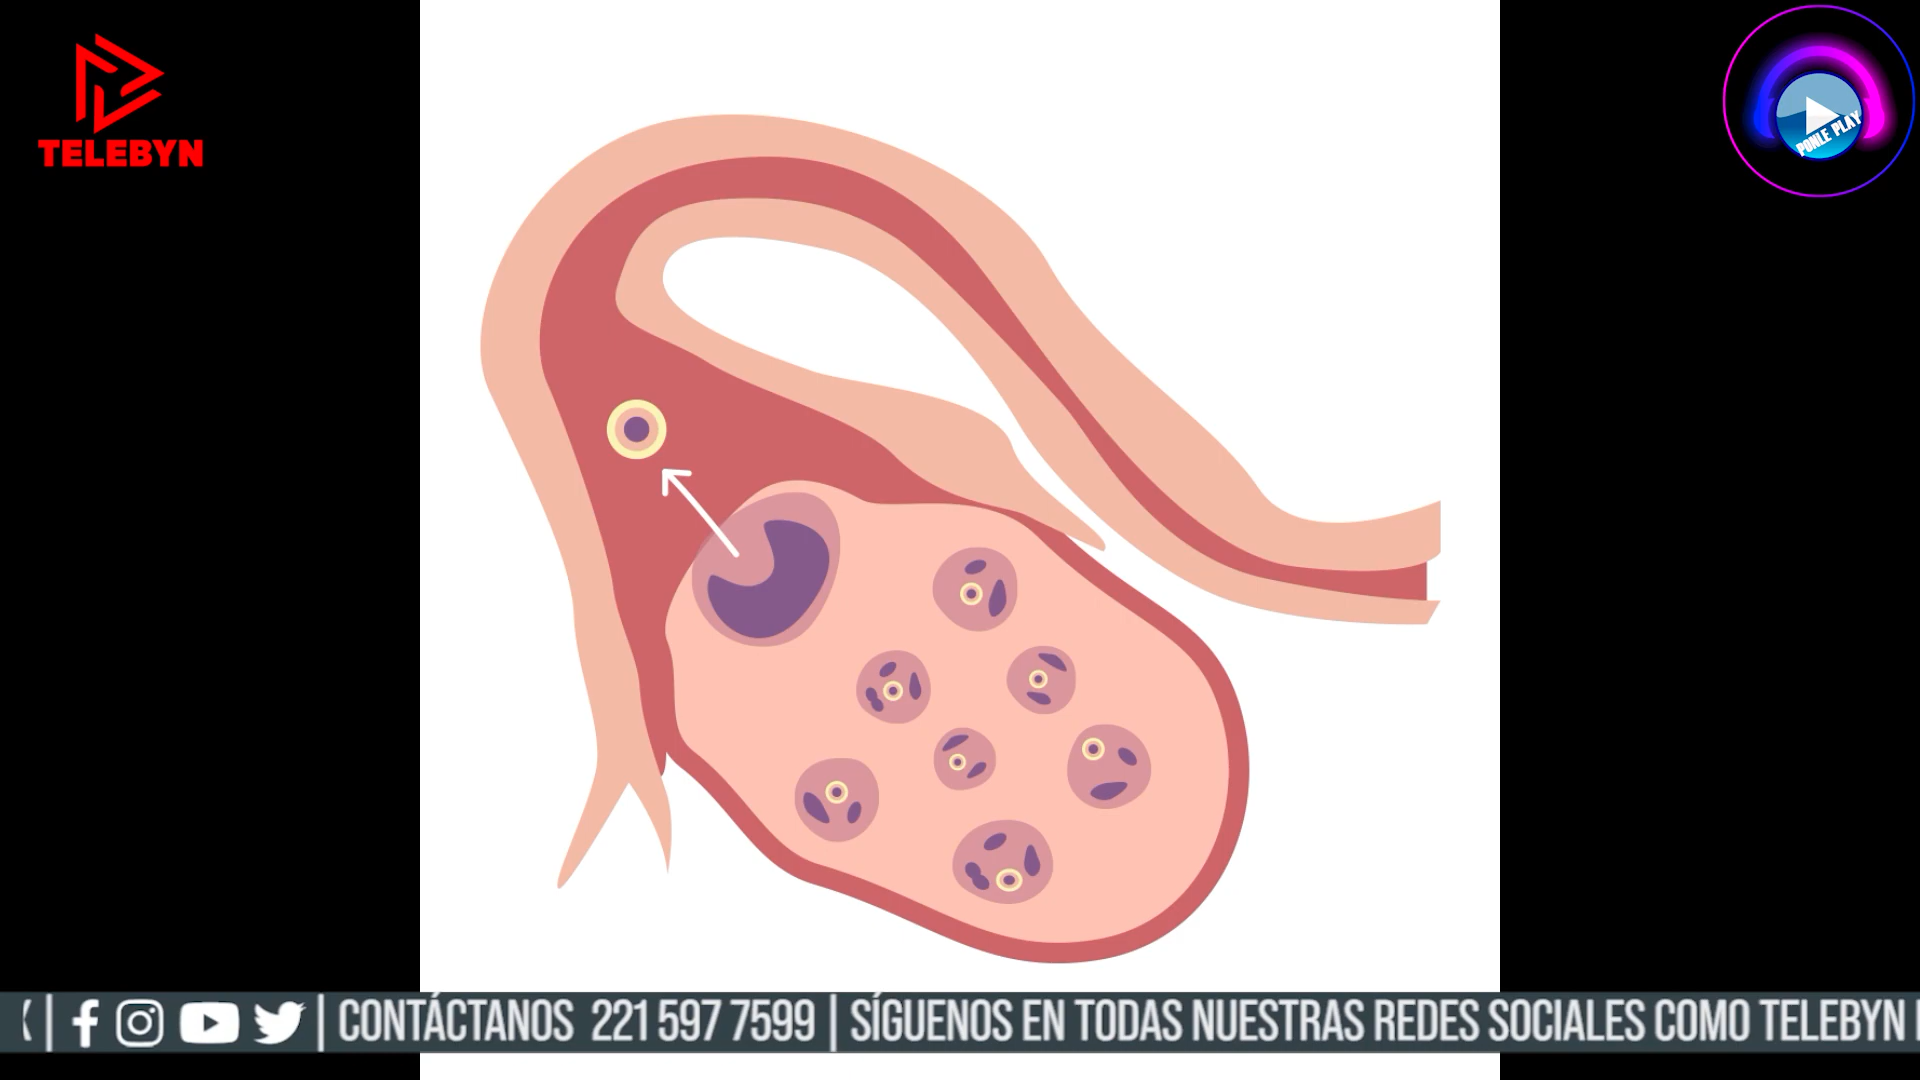 TELEBYN
PONLE PLAY
| CONTÁCTANOS 221 597 7599 | SÍGUENOS EN TODAS NUESTRAS REDES SOCIALES COMO TELEBYN